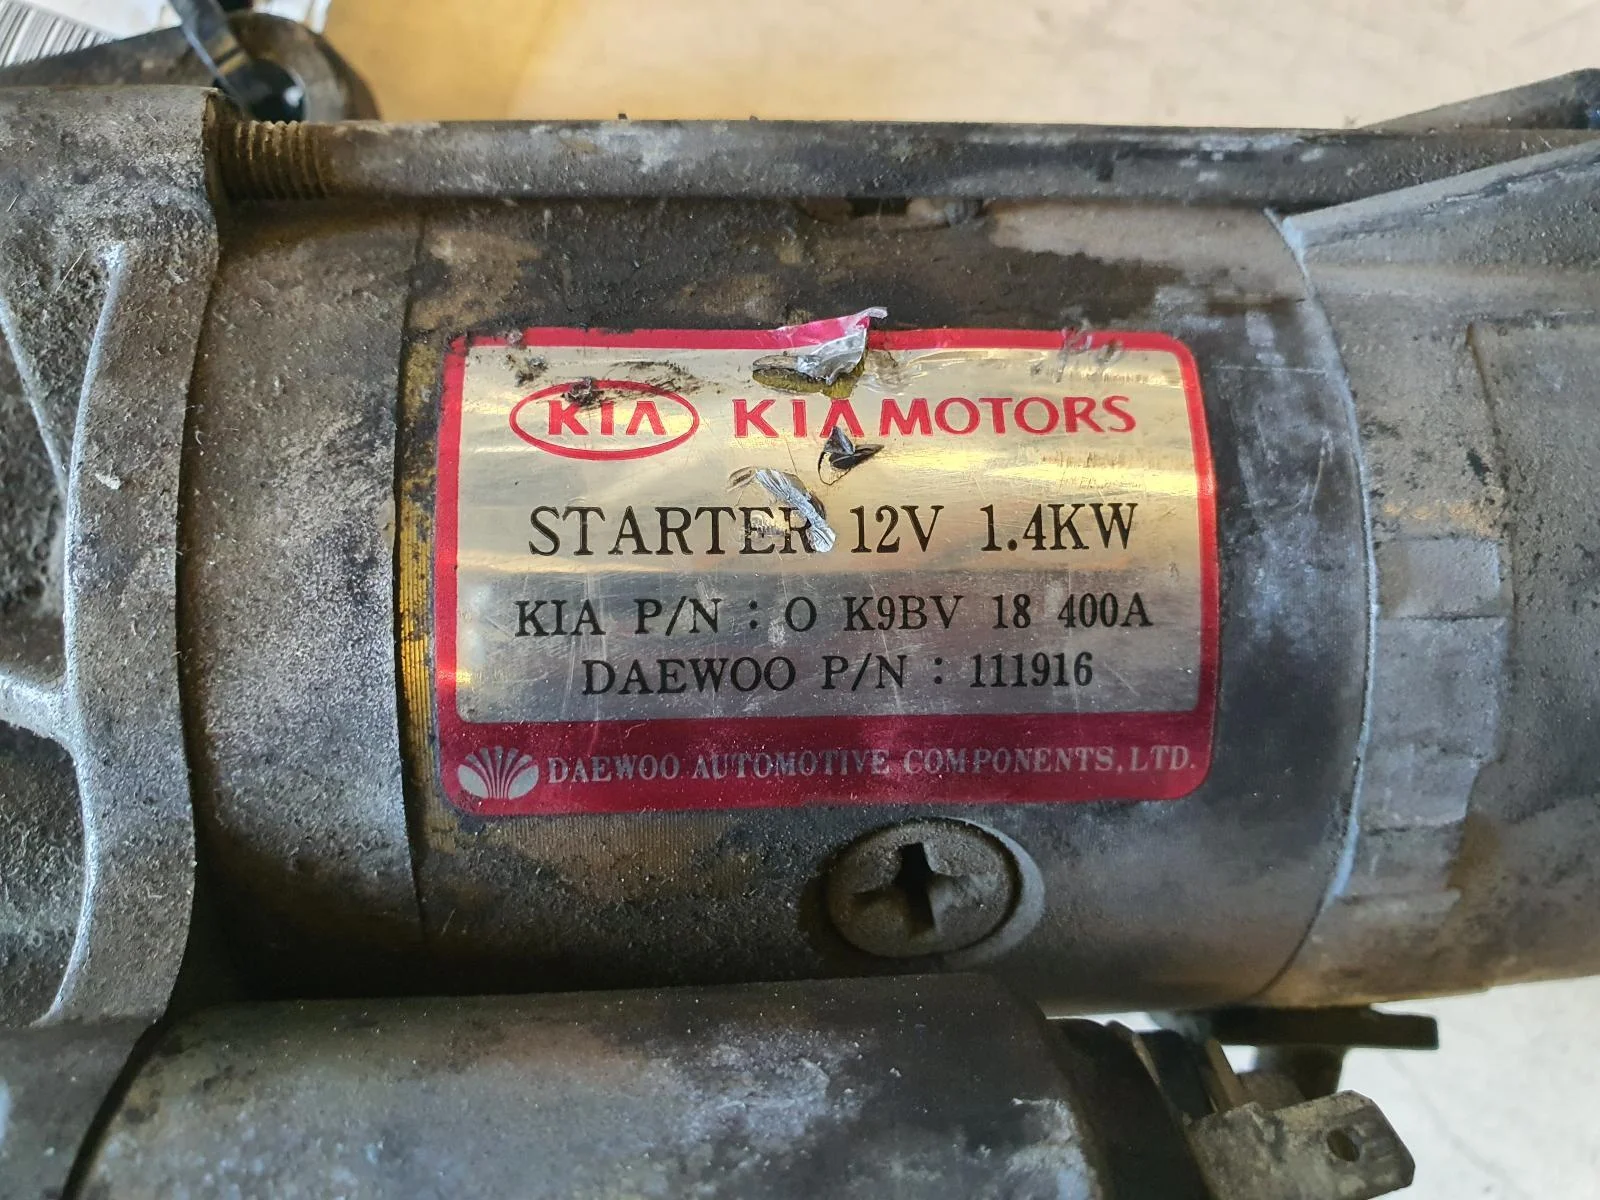 KIA KIA MOTORS
STARTER 12V 1.4KW
KIA P/N : O K9BV 18 400A
DAEWOO P/N : 111916
DAEWOO AUTOMOTIVE COMPONENTS, LTD.